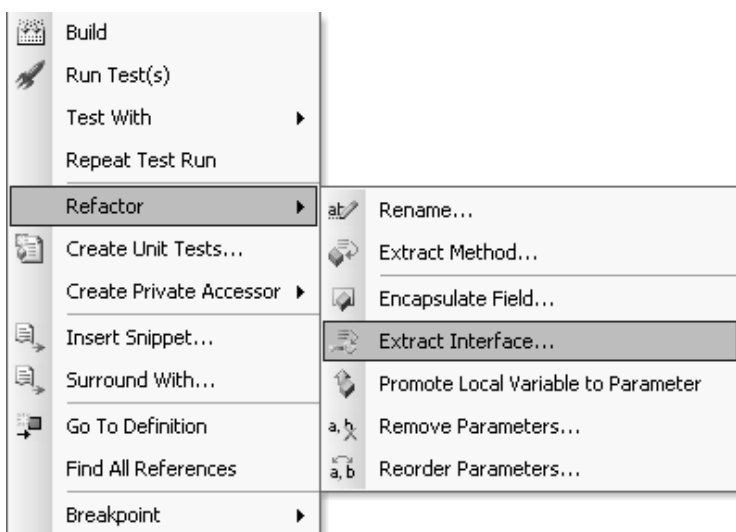 Build
Run Test(s)
Test With
Repeat Test Run
Refactor
Create Unit Tests...
Create Private Accessor
Insert Snippet...
Surround With...
Go To Definition
Find All References
Breakpoint
ab
Rename...
Extract Method...
Encapsulate Field...
Extract Interface...
Promote Local Variable to Parameter
a, b Remove Parameters...
a, b Reorder Parameters...